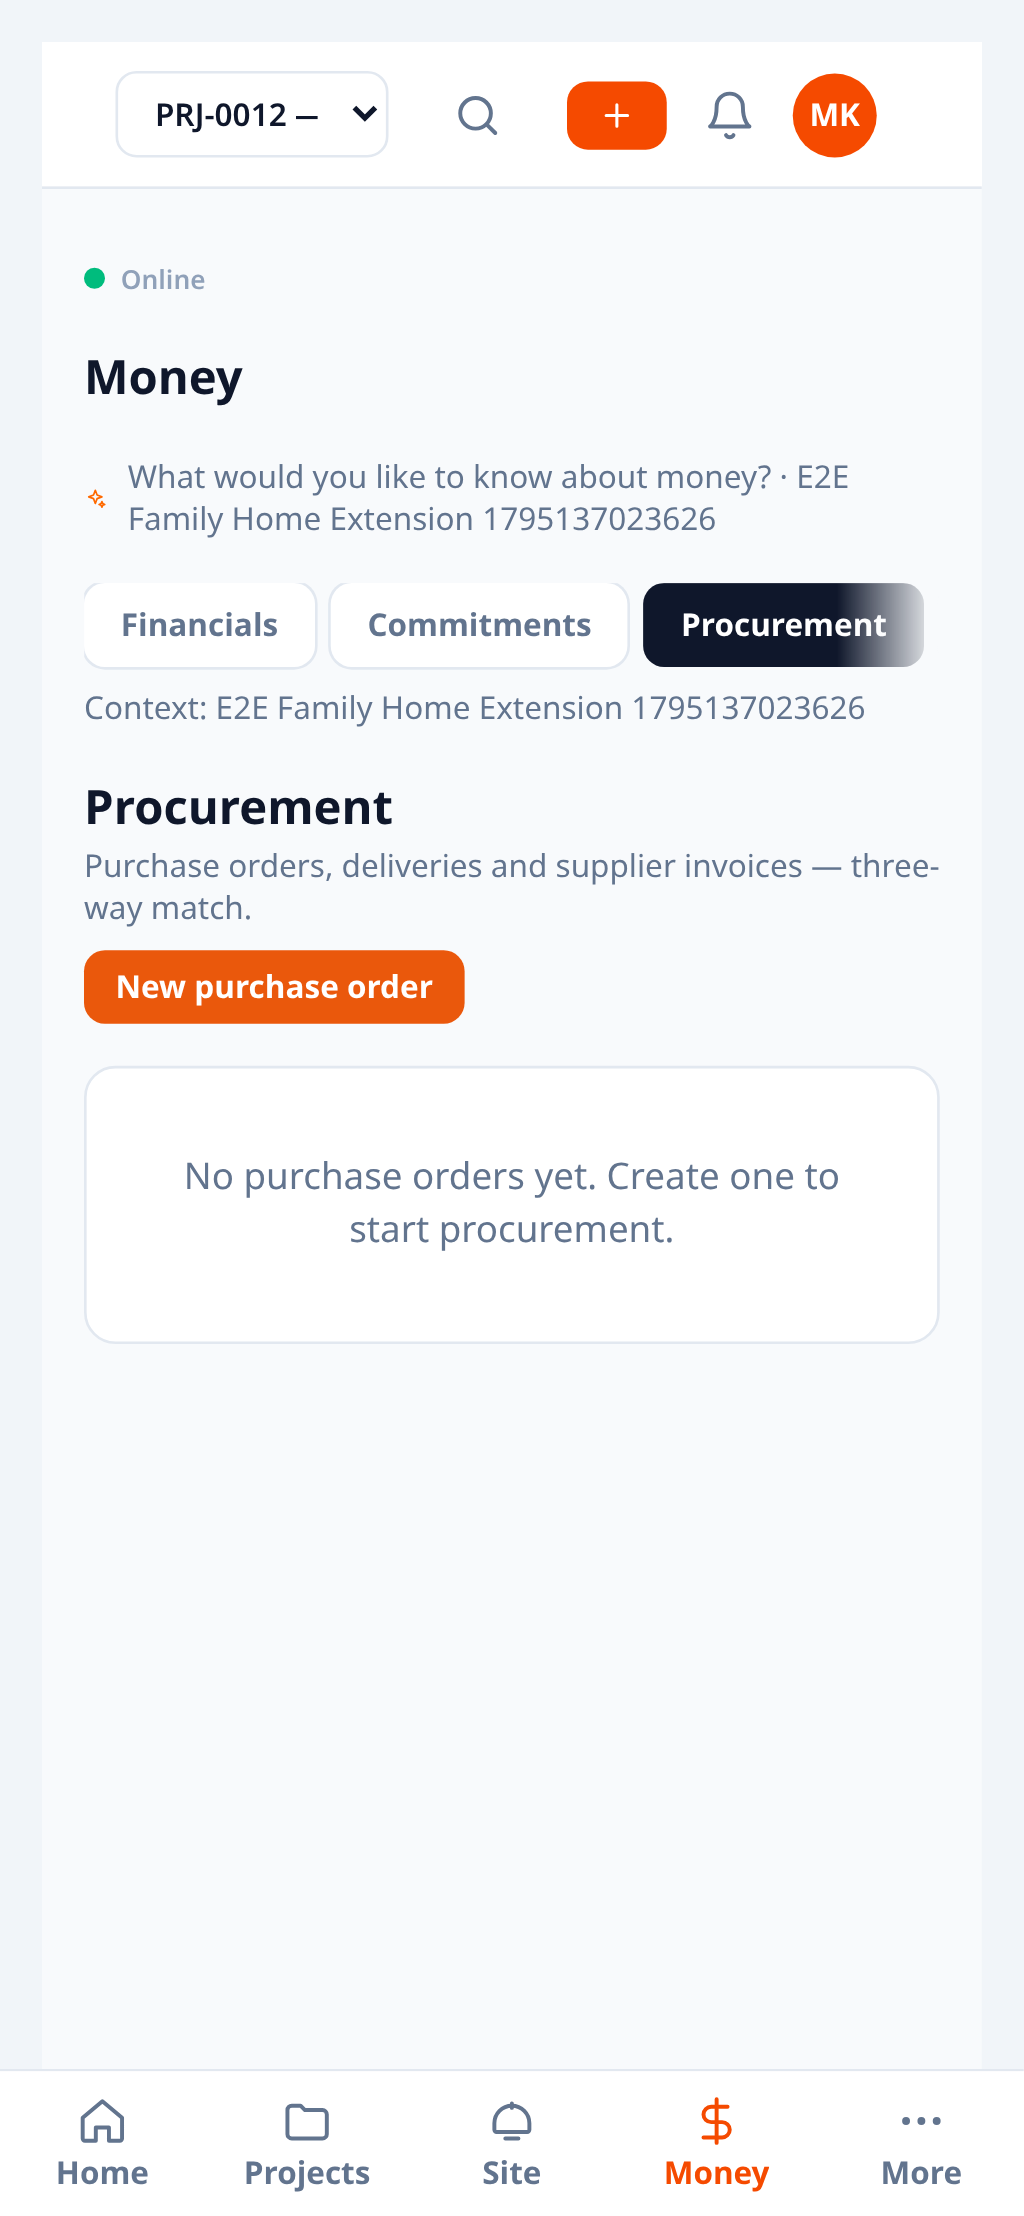 PRJ-0012 —
MK
Online
Money
What would you like to know about money? · E2E
Family Home Extension 1795137023626
Financials
Commitments
Procurement
Context: E2E Family Home Extension 1795137023626
Procurement
Purchase orders, deliveries and supplier invoices — three-
way match.
New purchase order
No purchase orders yet. Create one to
start procurement.
Home
Projects
Site
Money
More